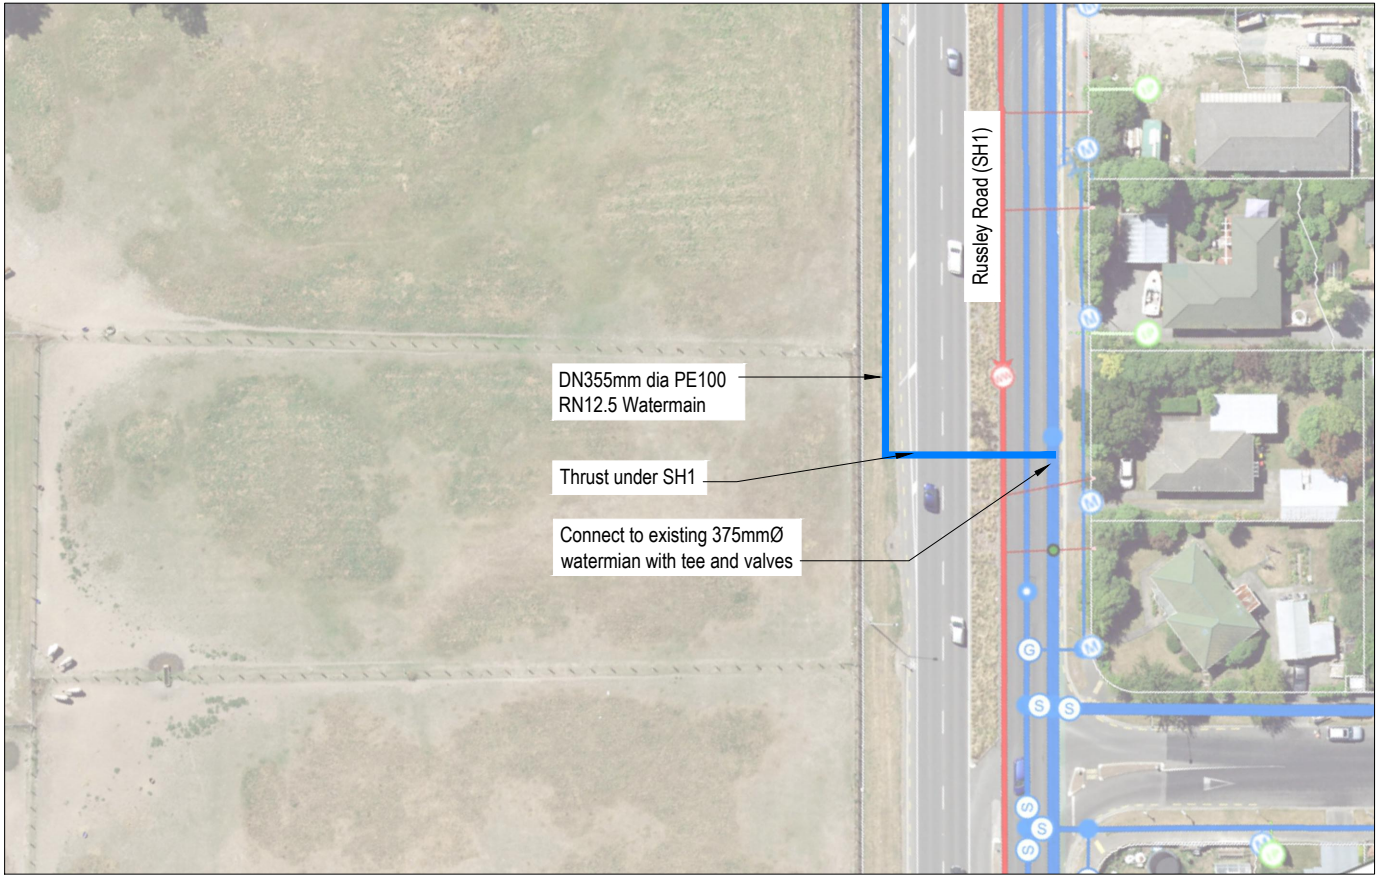 Russley Road (SH1)
DN355mm dia PE100
RN12.5 Watermain
Thrust under SH1
Connect to existing 375mmØ
watermian with tee and valves
M
M
M
M
G
M
S
S
S
S
S
M